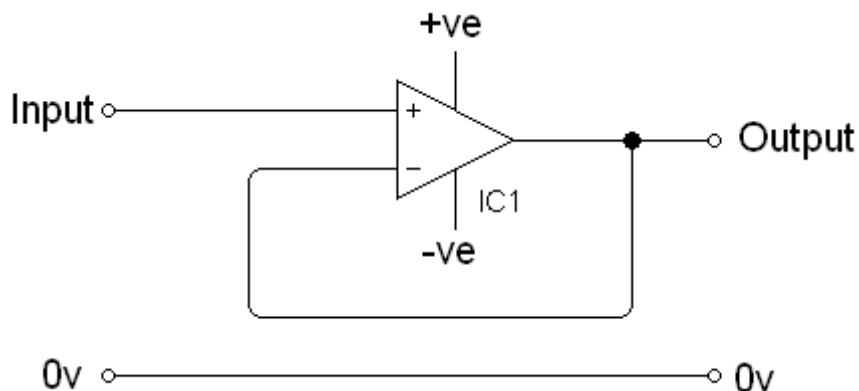 +ve
Input
+
−
Output
IC1
-ve
0v
0v